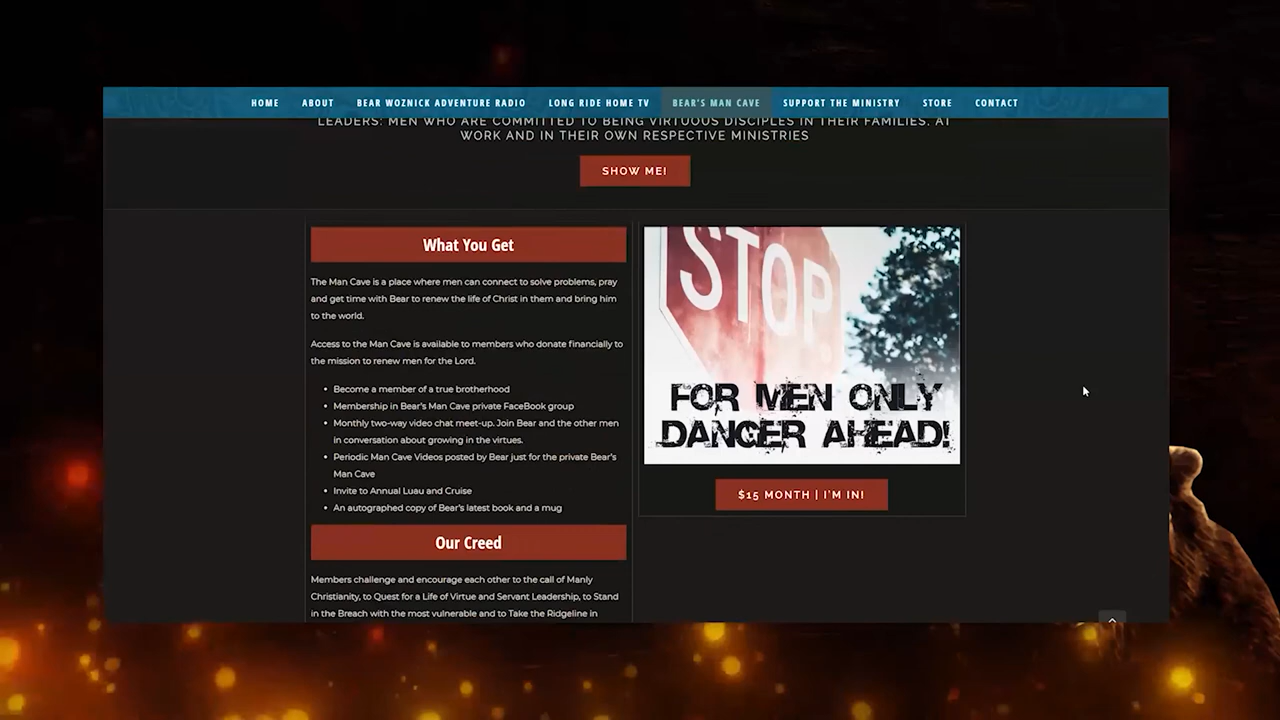 HOME ABOUT BEAR WOZNICK ADVENTURE RADIO LONG RIDE HOME TV BEAR'S MAN CAVE SUPPORT THE MINISTRY STORE CONTACT
LEADERS: MEN WHO ARE COMMITTED TO BEING VIRTUOUS DISCIPLES IN THEIR FAMILIES. AT
WORK AND IN THEIR OWN RESPECTIVE MINISTRIES
SHOW ME!
What You Get
The Man Cave is a place where men can connect to solve problems, pray
and get time with Bear to renew the life of Christ in them and bring him
to the world.
Access to the Man Cave is available to members who donate financially to
the mission to renew men for the Lord.
• Become a member of a true brotherhood
• Membership in Bear's Man Cave private FaceBook group
• Monthly two-way video chat meet-up. Join Bear and the other men
in conversation about growing in the virtues.
• Periodic Man Cave Videos posted by Bear just for the private Bear's
Man Cave
• Invite to Annual Luau and Cruise
• An autographed copy of Bear's latest book and a mug
Our Creed
Members challenge and encourage each other to the call of Manly
Christianity, to Quest for a Life of Virtue and Servant Leadership, to Stand
in the Breach with the most vulnerable and to Take the Ridgeline in
STOP
FOR MEN ONLY
DANGER AHEAD!
$15 MONTH | I'M IN!